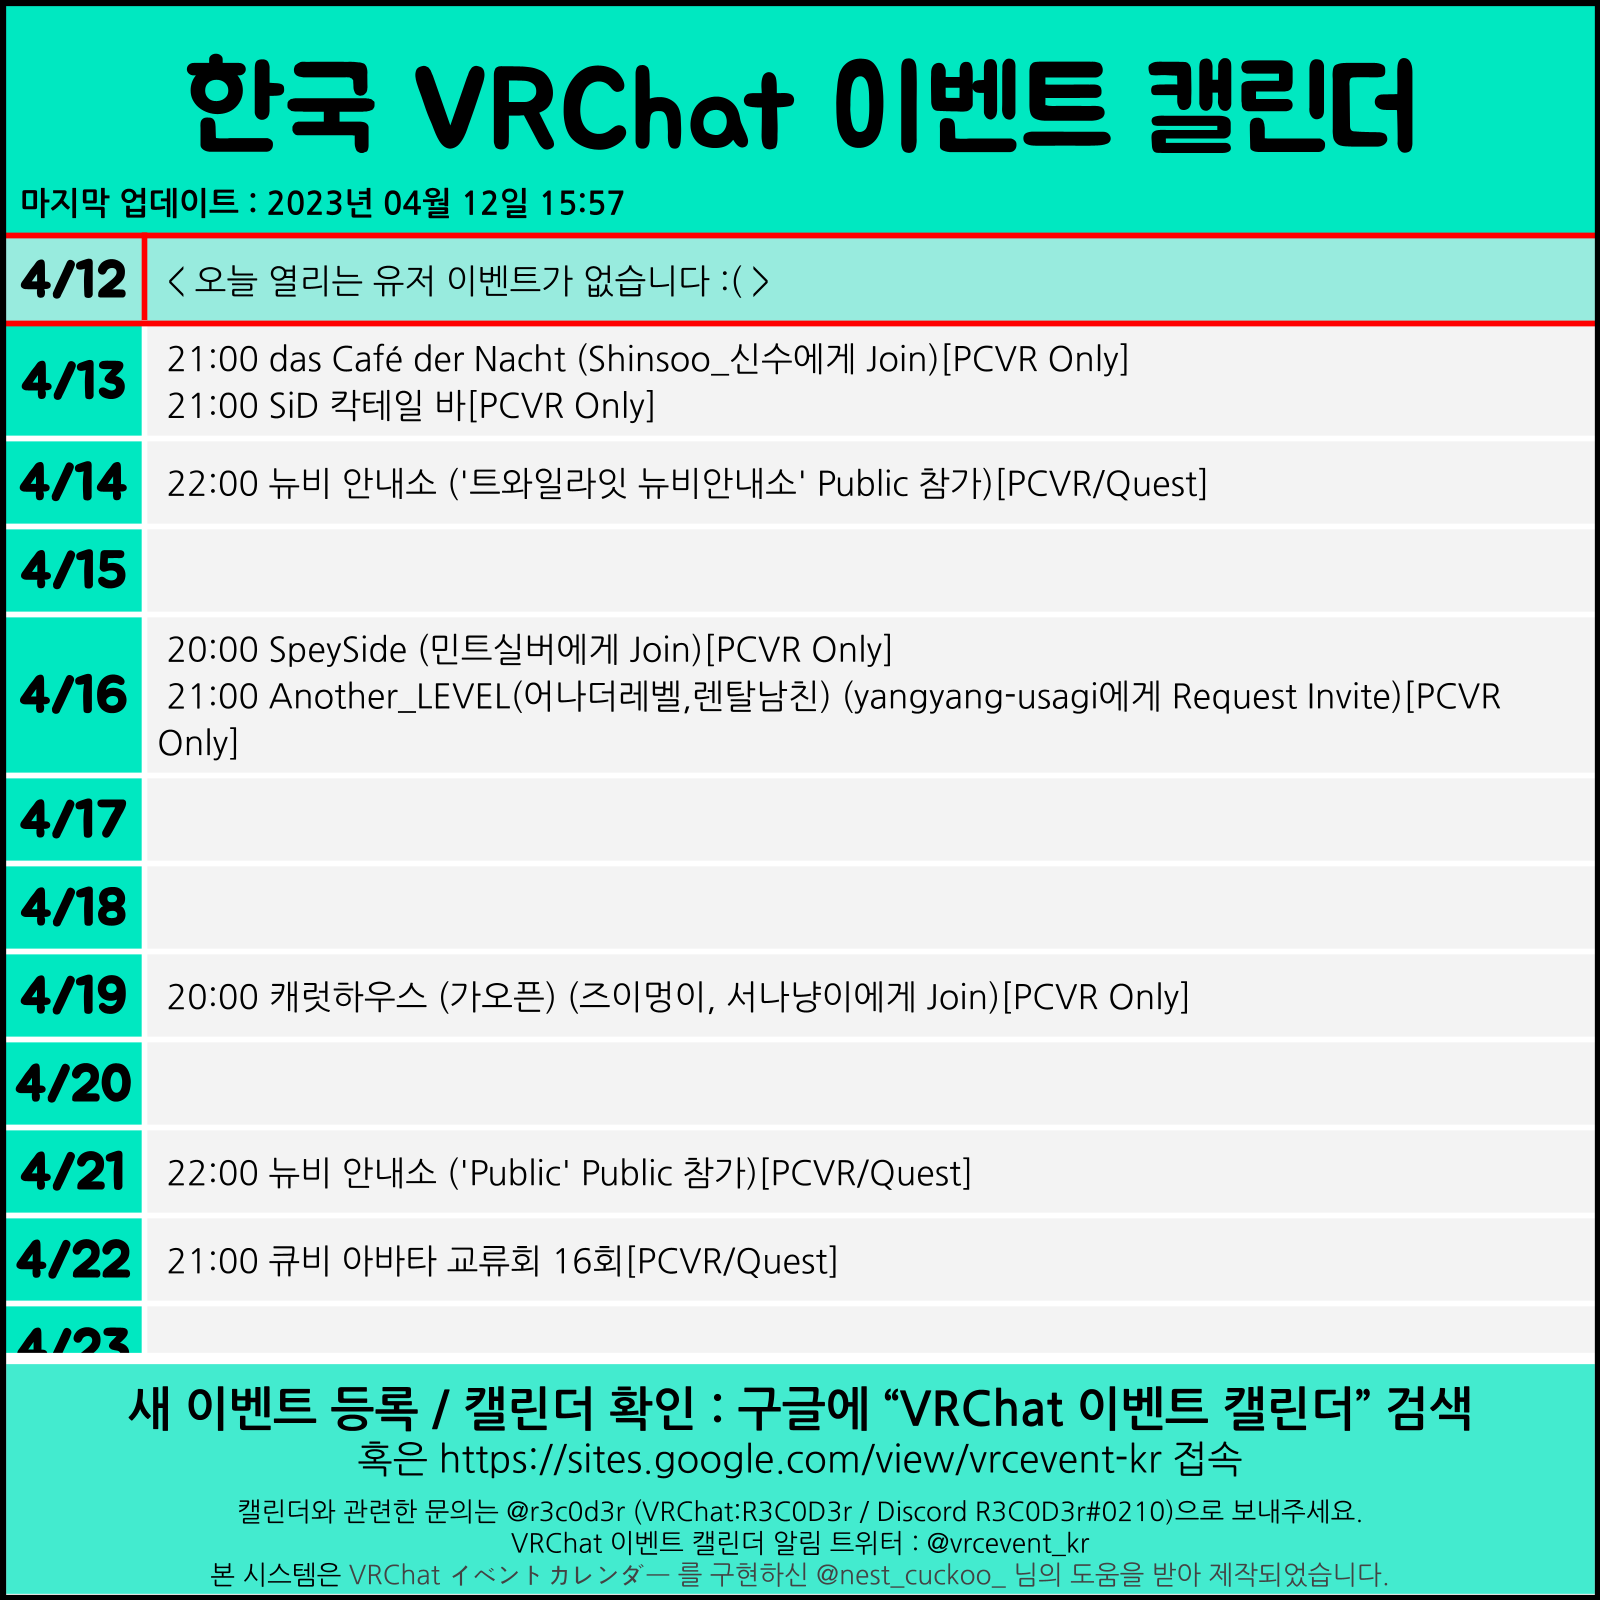 한국 VRChat 이벤트 캘린더
마지막 업데이트 : 2023년 04월 12일 15:57
4/12
< 오늘 열리는 유저 이벤트가 없습니다 :( >
4/13
21:00 das Café der Nacht (Shinsoo_신수에게 Join)[PCVR Only]
21:00 SiD 칵테일 바[PCVR Only]
4/14
22:00 뉴비 안내소 ('트와일라잇 뉴비안내소' Public 참가)[PCVR/Quest]
4/15
4/16
20:00 SpeySide (민트실버에게 Join)[PCVR Only]
21:00 Another_LEVEL(어나더레벨,렌탈남친) (yangyang-usagi에게 Request Invite)[PCVR
Only]
4/17
4/18
4/19
20:00 캐럿하우스 (가오픈) (즈이멍이, 서나냥이에게 Join)[PCVR Only]
4/20
4/21
22:00 뉴비 안내소 ('Public' Public 참가)[PCVR/Quest]
4/22
21:00 큐비 아바타 교류회 16회[PCVR/Quest]
4/23
새 이벤트 등록 / 캘린더 확인 : 구글에 “VRChat 이벤트 캘린더” 검색
혹은 https://sites.google.com/view/vrcevent-kr 접속
캘린더와 관련한 문의는 @r3c0d3r (VRChat:R3C0D3r / Discord R3C0D3r#0210)으로 보내주세요.
VRChat 이벤트 캘린더 알림 트위터 : @vrcevent_kr
본 시스템은 VRChat イベントカレンダー 를 구현하신 @nest_cuckoo_ 님의 도움을 받아 제작되었습니다.